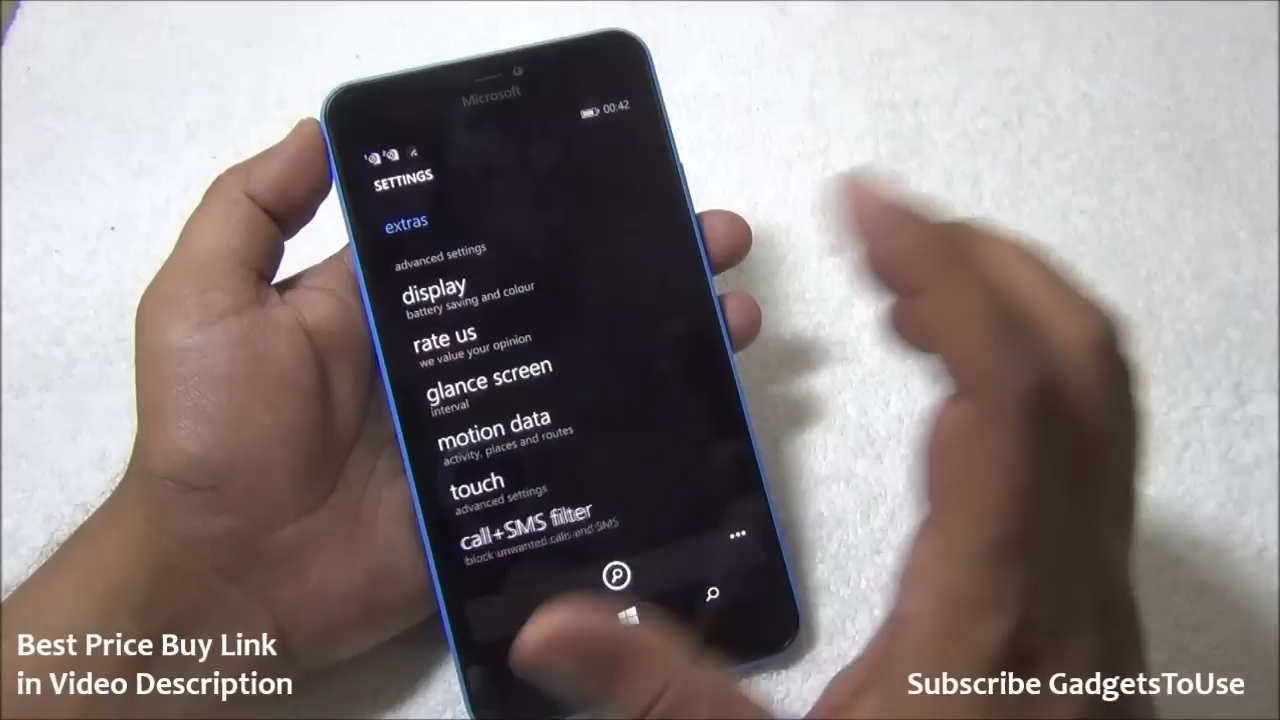 Microsoft
00:42
SETTINGS
extras
advanced settings
display
battery saving and colour
rate us
we value your opinion
glance screen
interval
motion data
activity, places and routes
touch
advanced settings
call+SMS filter
block unwanted calls and SMS
Best Price Buy Link
in Video Description
Subscribe GadgetsToUse